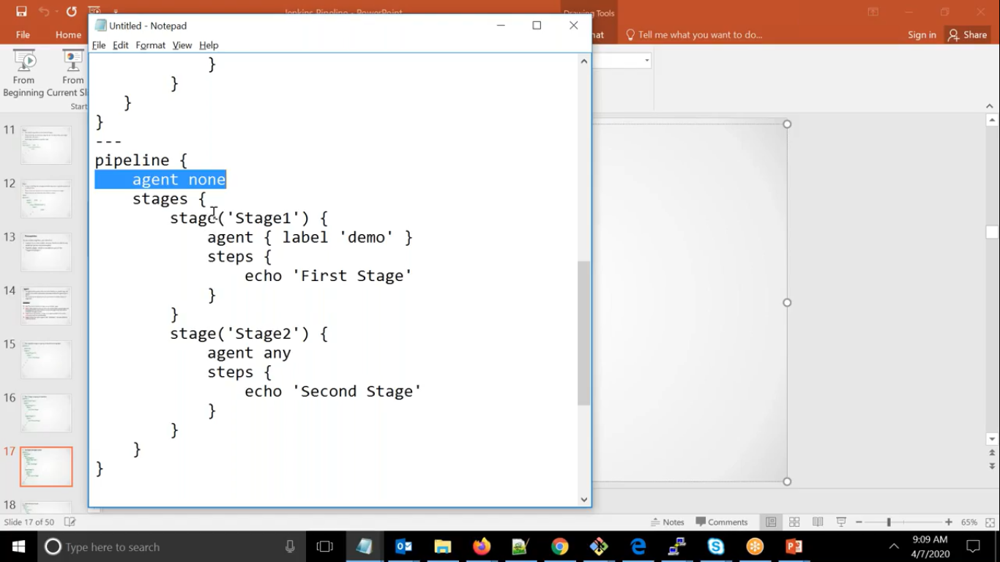 Jenkins Pipeline - PowerPoint
Drawing Tools
File
Home
mat
Tell me what you want to do...
Sign in
Share
From
Beginning
From
Current Sl
Start
Untitled - Notepad
File Edit Format View Help
}
}
}
}
---
pipeline {
agent none
stages {
stage('Stage1') {
agent { label 'demo' }
steps {
echo 'First Stage'
}
}
stage('Stage2') {
agent any
steps {
echo 'Second Stage'
}
}
}
}
11
12
13
14
15
16
17
18
Slide 17 of 50
Notes
Comments
65%
Type here to search
9:09 AM
4/7/2020